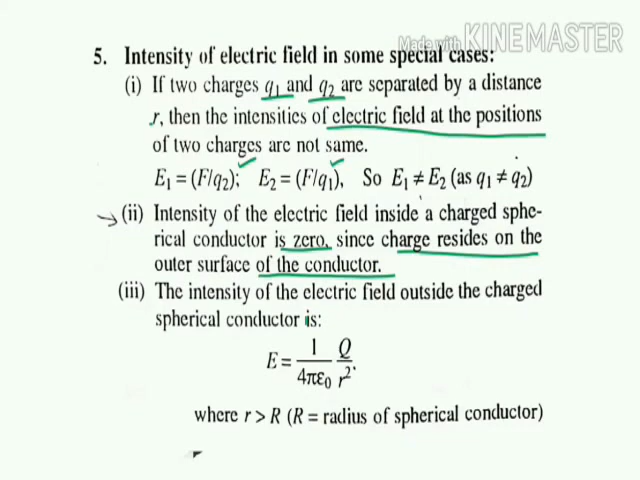 Made with KINEMASTER
5. Intensity of electric field in some special cases:
(i) If two charges q₁ and q₂ are separated by a distance
r, then the intensities of electric field at the positions
of two charges are not same.
E₁ = (F/q₂); E₂ = (F/q₁), So E₁ ≠ E₂ (as q₁ ≠ q₂)
(ii) Intensity of the electric field inside a charged sphe-
rical conductor is zero, since charge resides on the
outer surface of the conductor.
(iii) The intensity of the electric field outside the charged
spherical conductor is:
E = 1/4πε₀ Q/r².
where r > R (R = radius of spherical conductor)